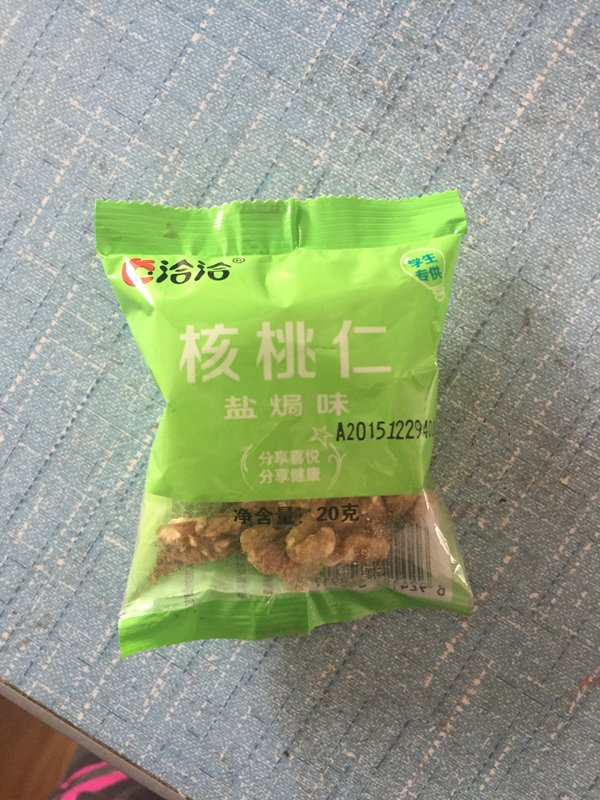 洽洽®
学生
专供
核桃仁
盐焗味
A20151229
分享喜悦
分享健康
净含量：20克